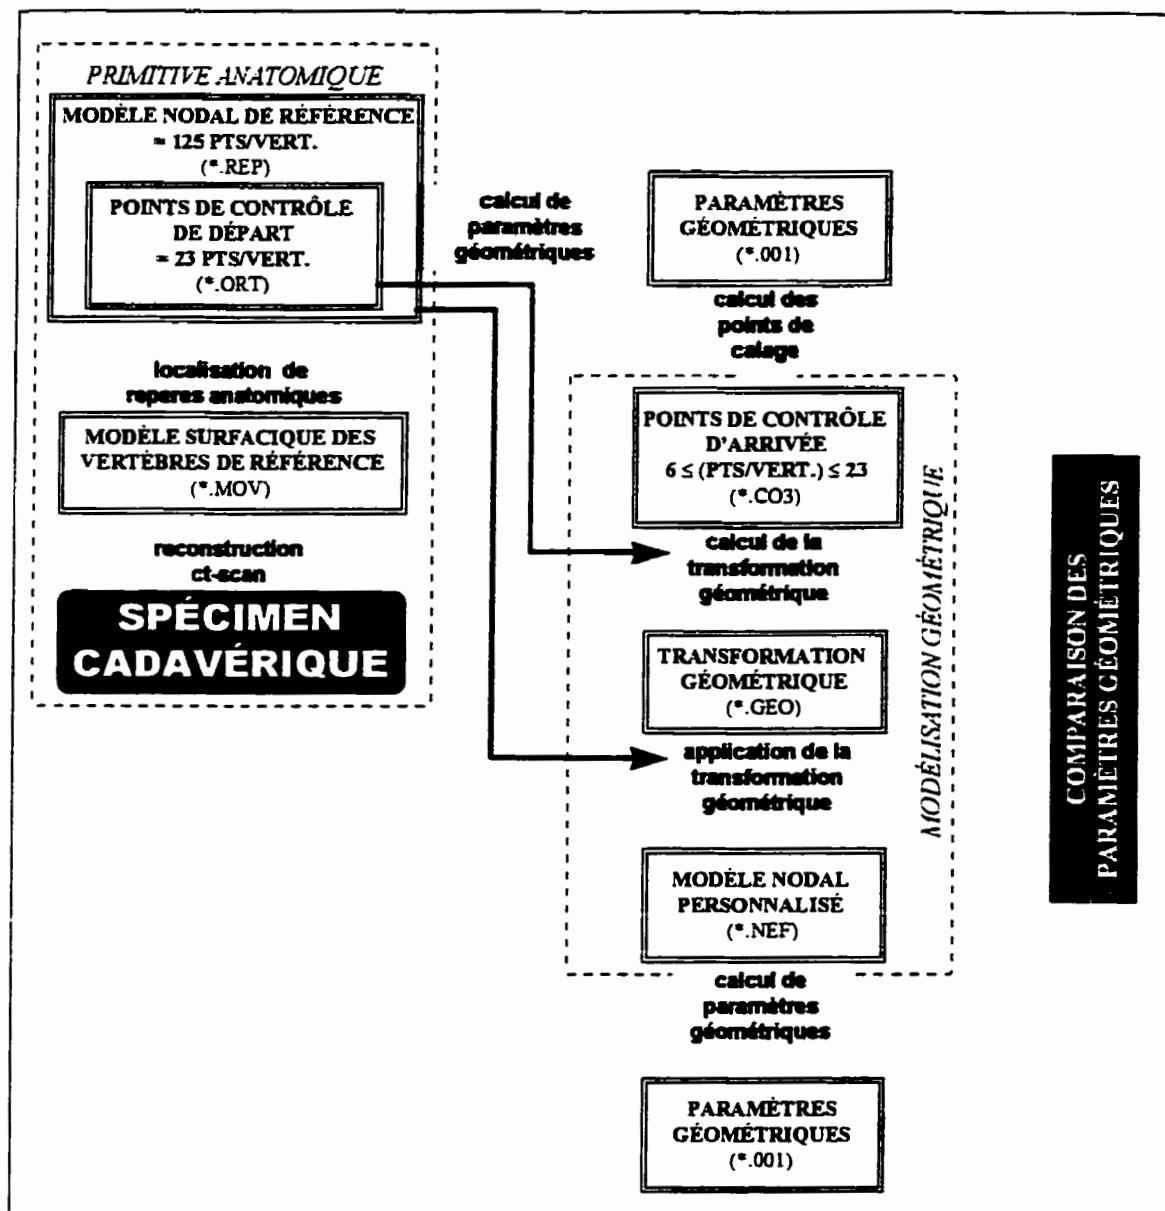 PRIMITIVE ANATOMIQUE
MODÈLE NODAL DE RÉFÉRENCE
≈ 125 PTS/VERT.
(*.REP)
POINTS DE CONTRÔLE
DE DÉPART
≈ 23 PTS/VERT.
(*.ORT)
localisation de
reperes anatomiques
MODÈLE SURFACIQUE DES
VERTÈBRES DE RÉFÉRENCE
(*.MOV)
reconstruction
ct-scan
SPÉCIMEN
CADAVÉRIQUE
calcul de
paramètres
géométriques
PARAMÈTRES
GÉOMÉTRIQUES
(*.001)
calcul des
points de
calage
POINTS DE CONTRÔLE
D'ARRIVÉE
6 ≤ (PTS/VERT.) ≤ 23
(*.CO3)
calcul de la
transformation
géométrique
TRANSFORMATION
GÉOMÉTRIQUE
(*.GEO)
application de la
transformation
géométrique
MODÈLE NODAL
PERSONNALISÉ
(*.NEF)
MODÉLISATION GÉOMÉTRIQUE
calcul de
paramètres
géométriques
PARAMÈTRES
GÉOMÉTRIQUES
(*.001)
COMPARAISON DES
PARAMÈTRES GÉOMÉTRIQUES